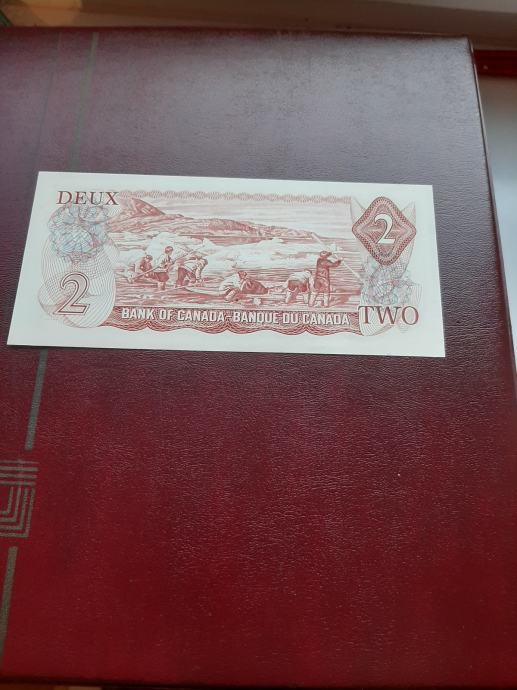 DEUX
2
2
BANK OF CANADA-BANQUE DU CANADA
TWO